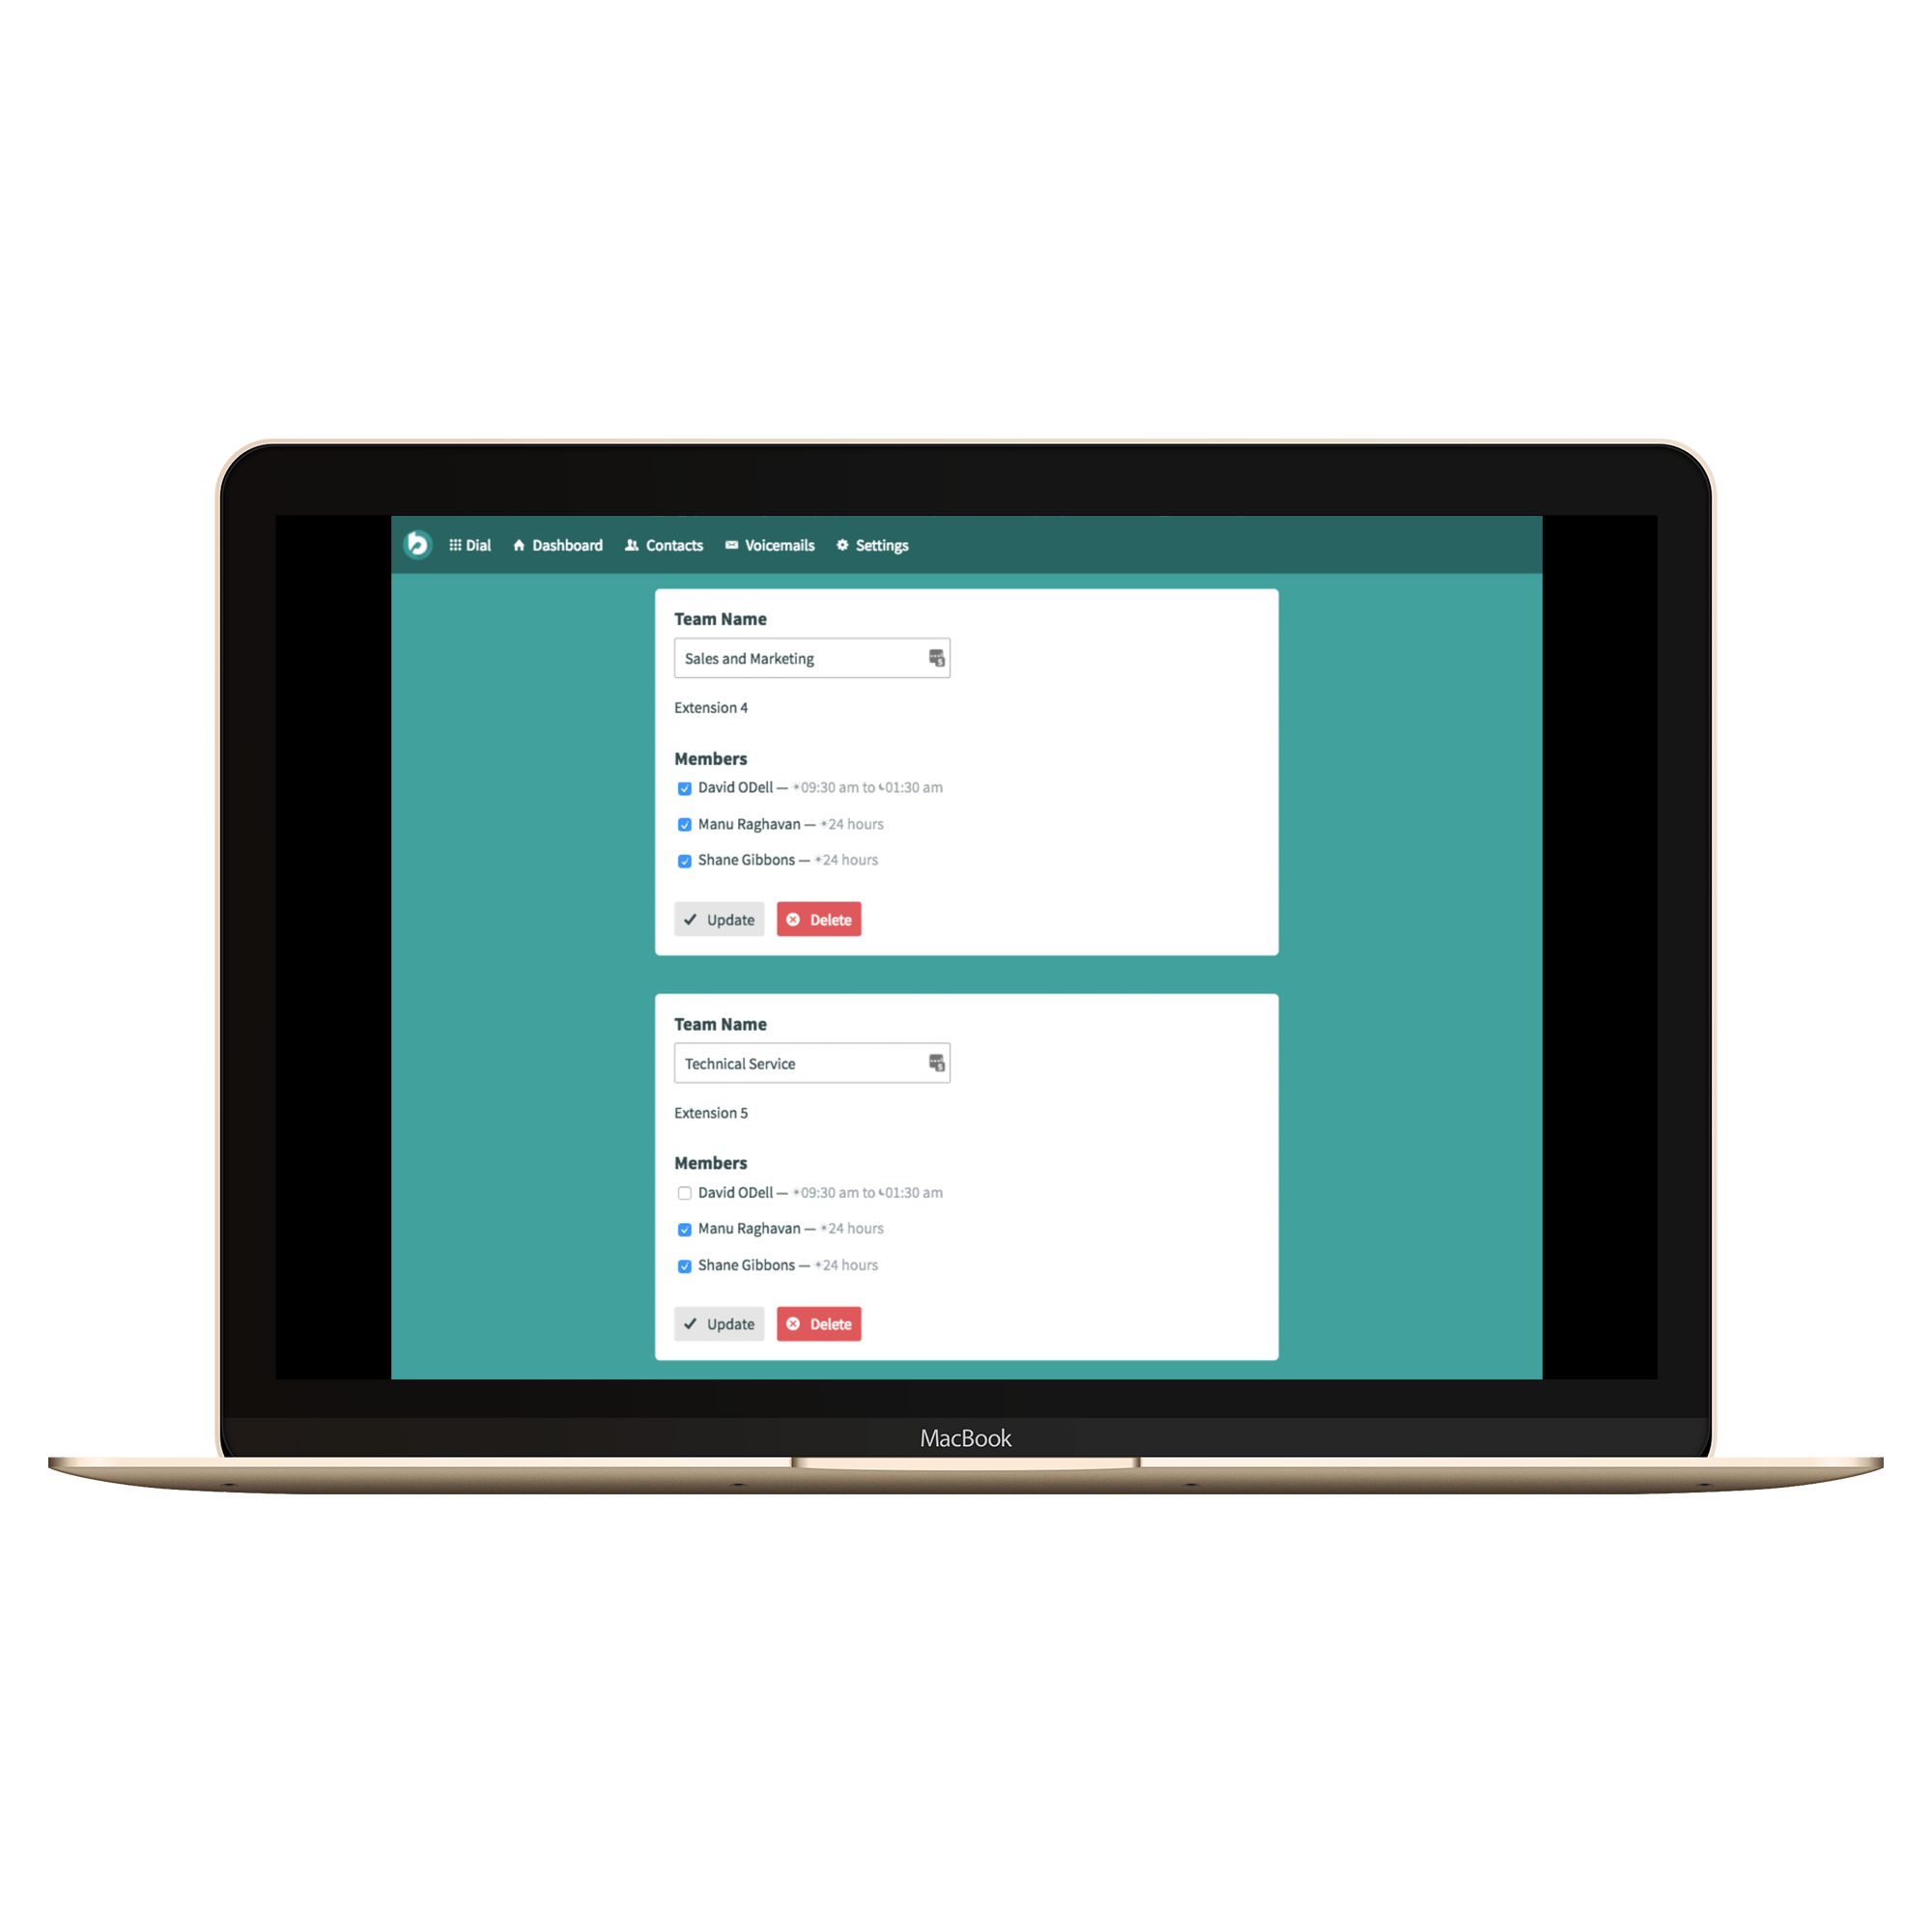 Dial Dashboard Contacts Voicemails Settings
Team Name
Sales and Marketing
Extension 4
Members
David ODell — 09:30 am to 01:30 am
Manu Raghavan — 24 hours
Shane Gibbons — 24 hours
Update Delete
Team Name
Technical Service
Extension 5
Members
David ODell — 09:30 am to 01:30 am
Manu Raghavan — 24 hours
Shane Gibbons — 24 hours
Update Delete
MacBook